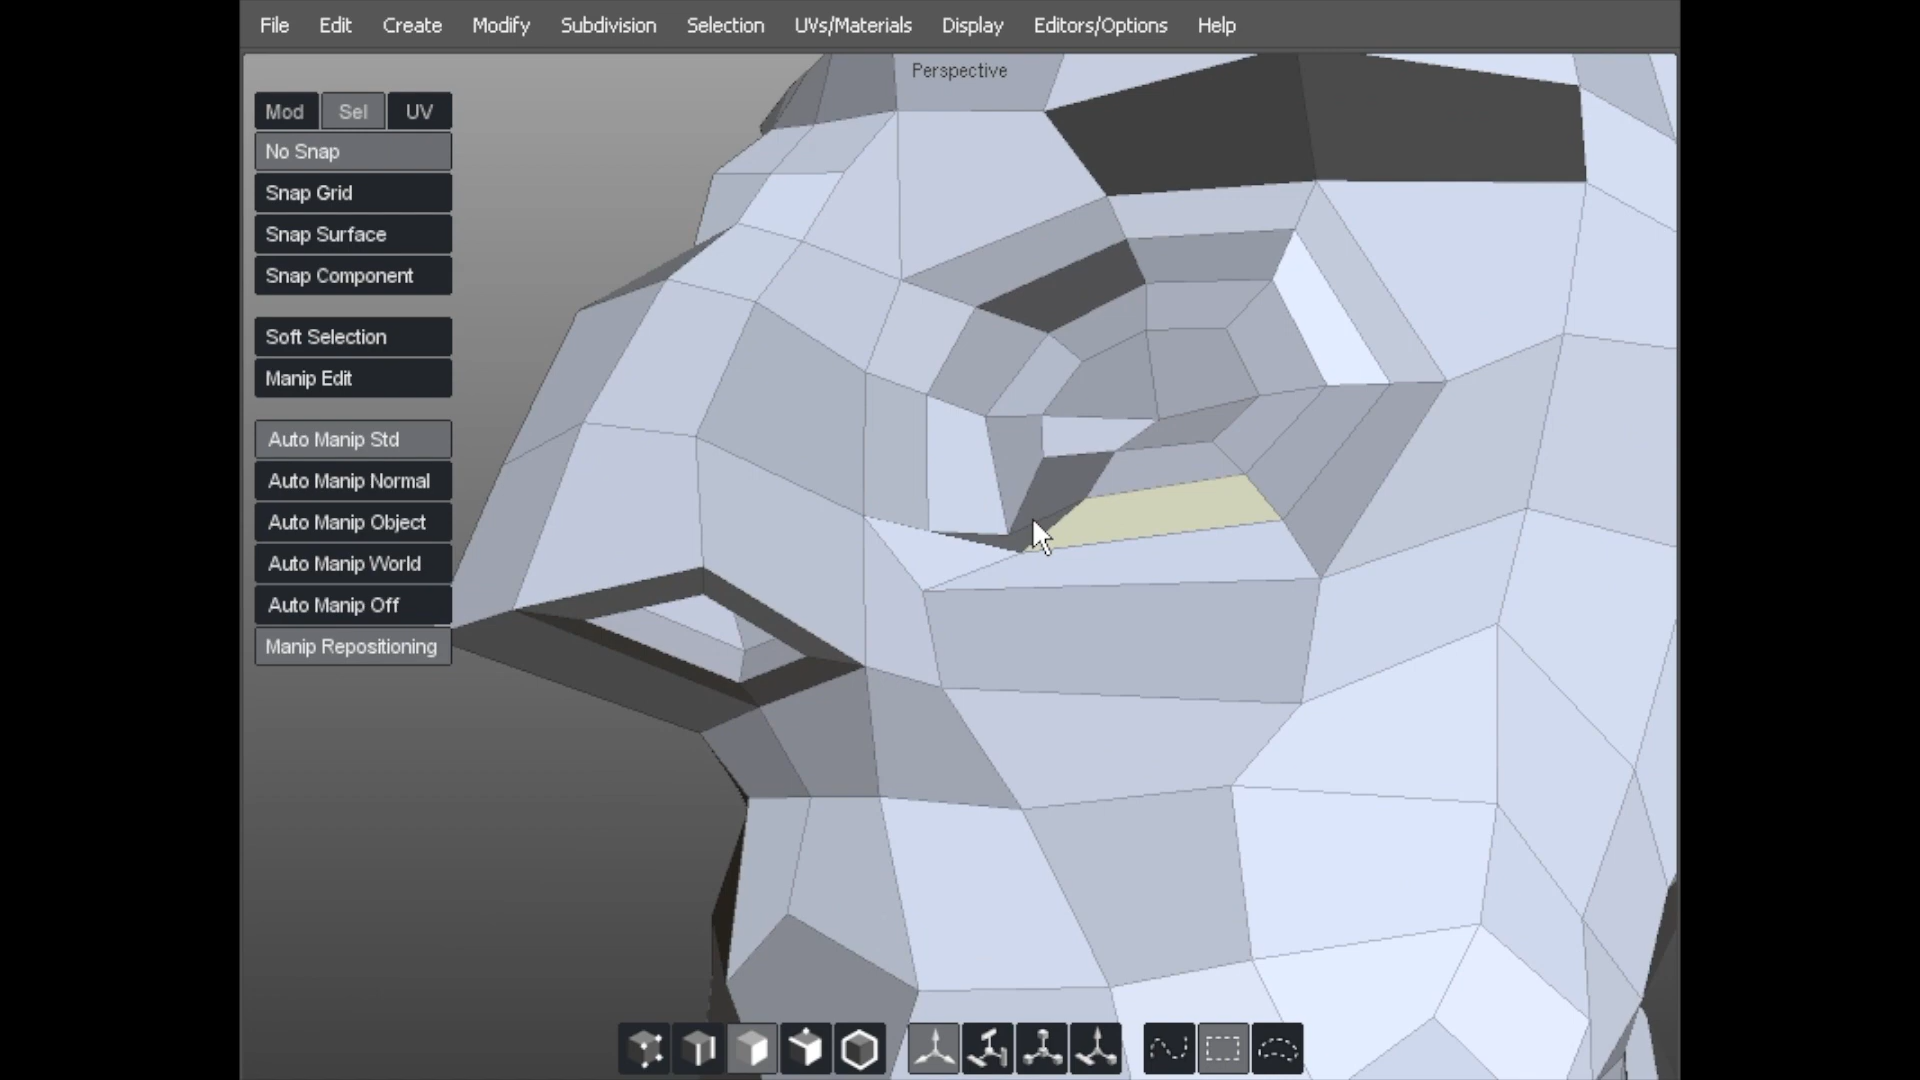 File Edit Create Modify Subdivision Selection UVs/Materials Display Editors/Options Help
Perspective
Mod Sel UV
No Snap
Snap Grid
Snap Surface
Snap Component
Soft Selection
Manip Edit
Auto Manip Std
Auto Manip Normal
Auto Manip Object
Auto Manip World
Auto Manip Off
Manip Repositioning